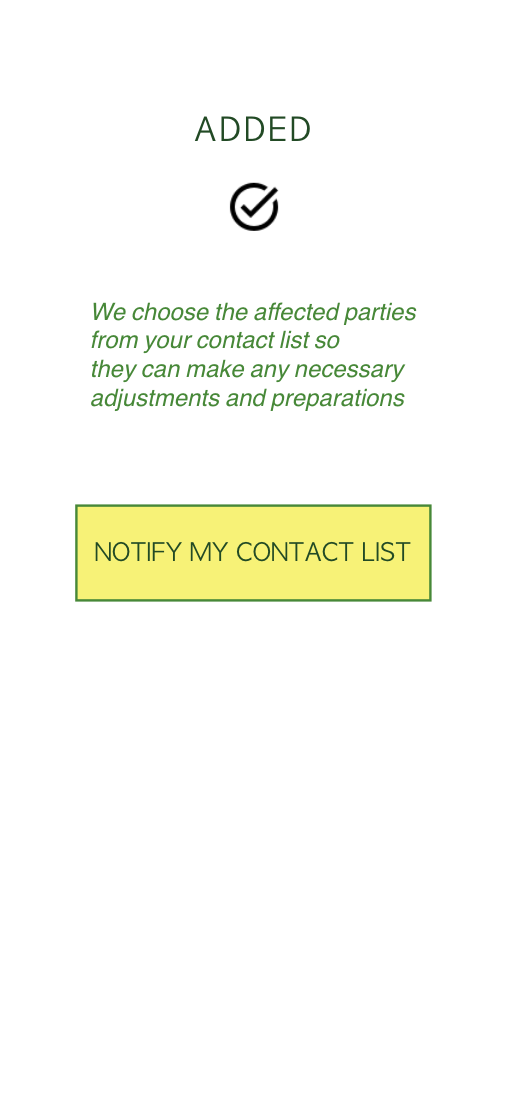 ADDED
We choose the affected parties
from your contact list so
they can make any necessary
adjustments and preparations
NOTIFY MY CONTACT LIST